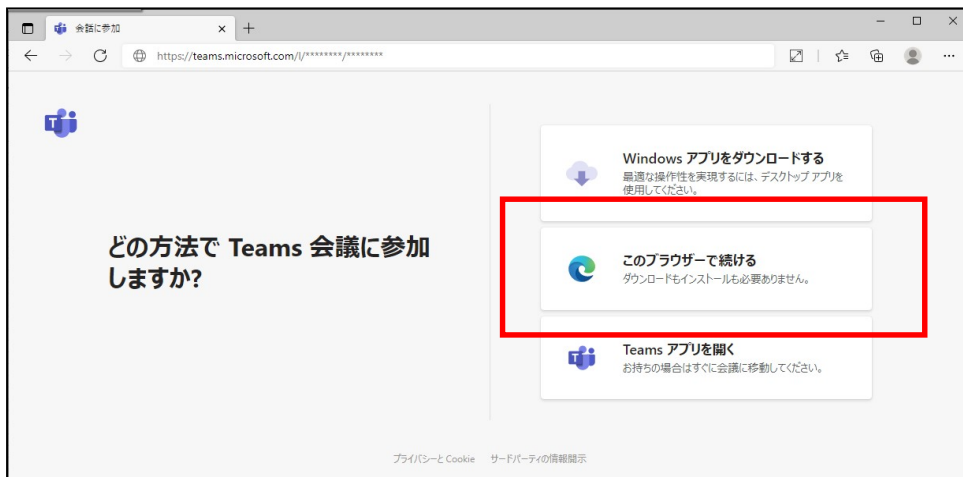 会議に参加
https://teams.microsoft.com/l/********/********
どの方法で Teams 会議に参加
しますか?
Windows アプリをダウンロードする
最適な操作性を実現するには、デスクトップ アプリを
使用してください。
このブラウザーで続ける
ダウンロードもインストールも必要ありません。
Teams アプリを開く
お持ちの場合はすぐに会議に移動してください。
プライバシーと Cookie サードパーティの情報開示